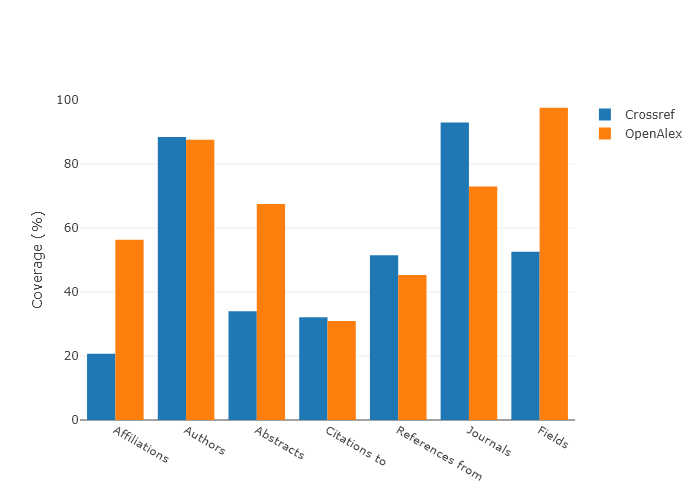 100
80
60
40
20
0
Coverage (%)
Affiliations
Authors
Abstracts
Citations to
References from
Journals
Fields
Crossref
OpenAlex